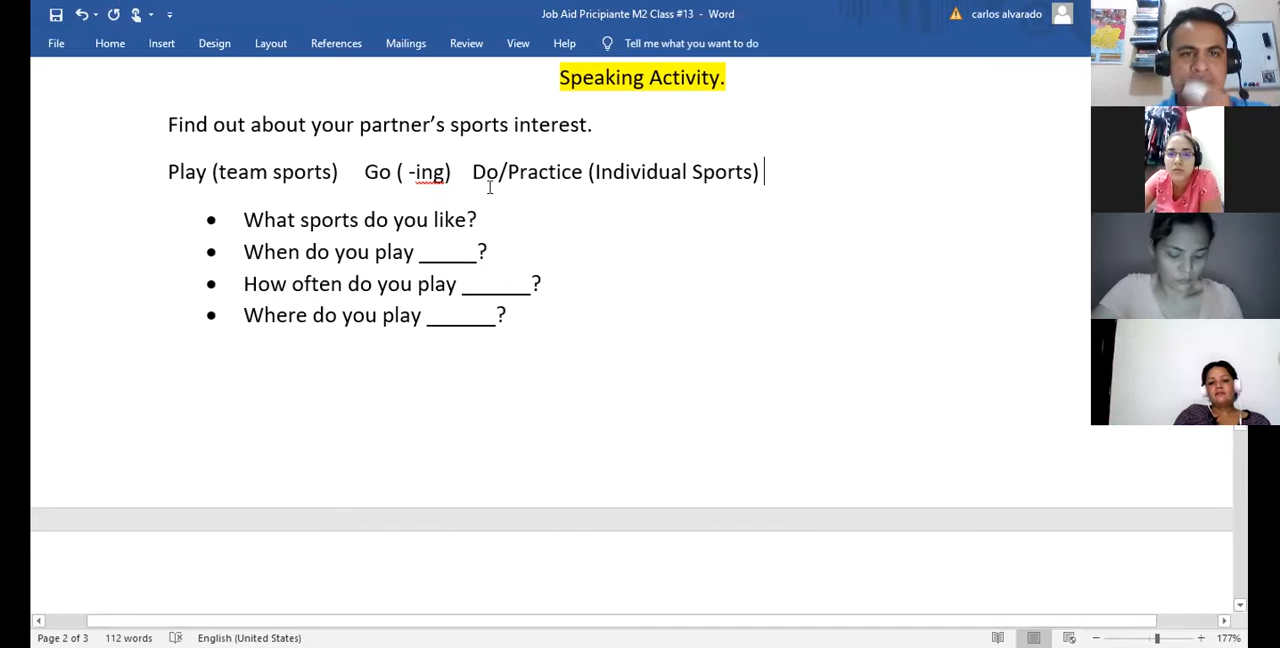 Job Aid Pricipiante M2 Class #13 - Word
carlos alvarado
File Home Insert Design Layout References Mailings Review View Help Tell me what you want to do
Speaking Activity.
Find out about your partner's sports interest.
Play (team sports) Go ( -ing) Do/Practice (Individual Sports)
• What sports do you like?
• When do you play _____?
• How often do you play ______?
• Where do you play ______?
Page 2 of 3 112 words English (United States) 177%